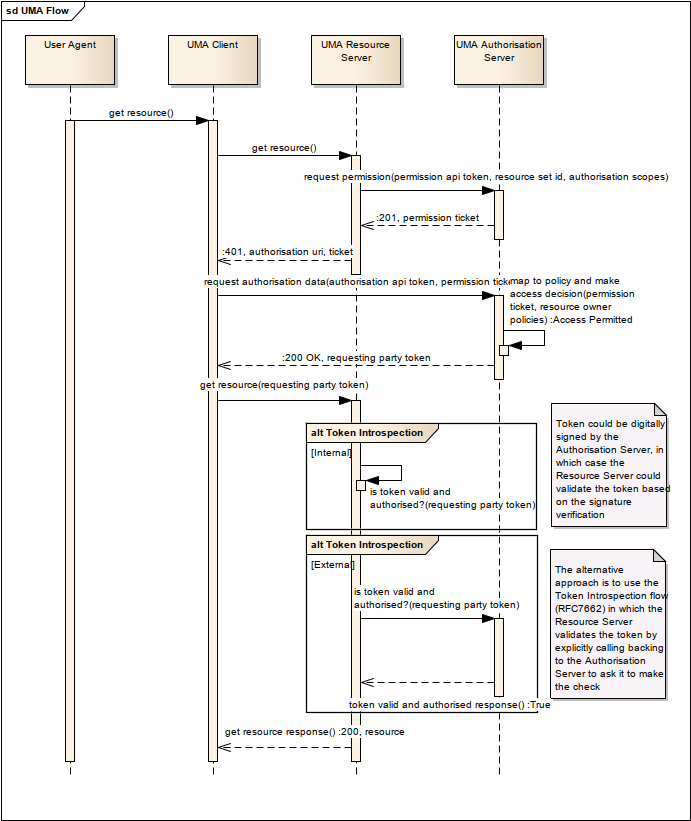 sd UMA Flow
User Agent
UMA Client
UMA Resource
Server
UMA Authorisation
Server
get resource()
get resource()
request permission(permission api token, resource set id, authorisation scopes)
:201, permission ticket
:401, authorisation uri, ticket
request authorisation data(authorisation api token, permission
map to policy and make
access decision(permission
ticket, resource owner
policies) :Access Permitted
:200 OK, requesting party token
get resource(requesting party token)
alt Token Introspection
[Internal]
is token valid and
authorised?(requesting party token)
Token could be digitally
signed by the
Authorisation Server, in
which case the
Resource Server could
validate the token based
on the signature
verification
alt Token Introspection
[External]
is token valid and
authorised?(requesting party token)
token valid and authorised response() :True
The alternative
approach is to use the
Token Introspection flow
(RFC7662) in which the
Resource Server
validates the token by
explicitly calling backing
to the Authorisation
Server to ask it to make
the check
get resource response() :200, resource